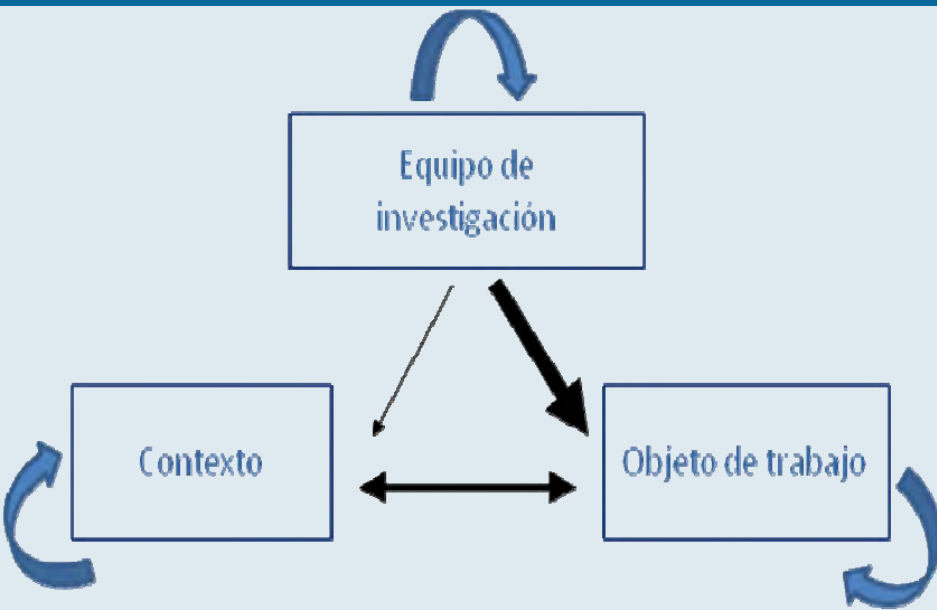 Equipo de
investigación
Contexto
Objeto de trabajo